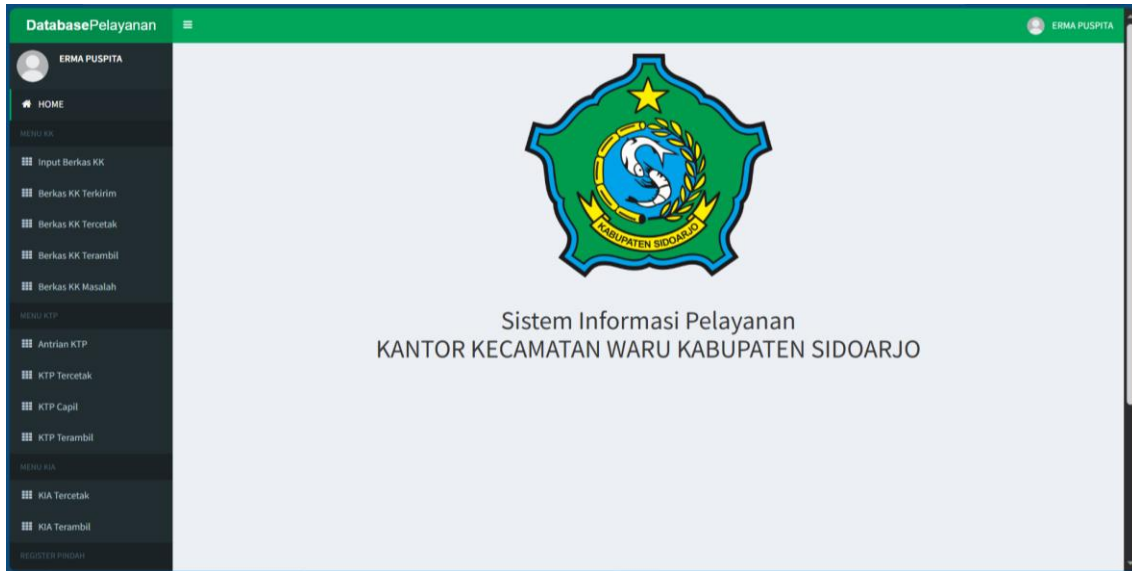 DatabasePelayanan
ERMA PUSPITA
ERMA PUSPITA
HOME
MENU KK
Input Berkas KK
Berkas KK Terkirim
Berkas KK Tercetak
Berkas KK Terambil
Berkas KK Masalah
MENU KTP
Antrian KTP
KTP Tercetak
KTP Capil
KTP Terambil
MENU KIA
KIA Tercetak
KIA Terambil
REGISTER PINDAH
KABUPATEN SIDOARJO
Sistem Informasi Pelayanan
KANTOR KECAMATAN WARU KABUPATEN SIDOARJO